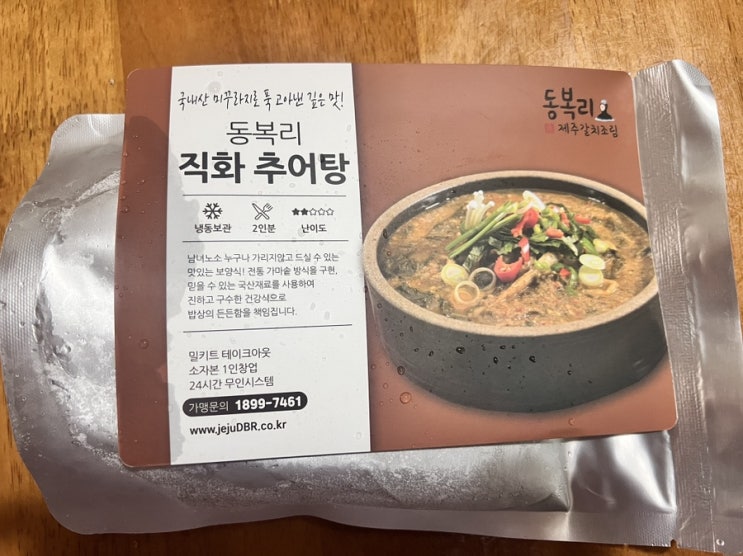 국내산 미꾸라지로 푹 고아낸 깊은 맛!
동복리
직화 추어탕
냉동보관
2인분
난이도
남녀노소 누구나 가리지않고 드실 수 있는
맛있는 보양식! 전통 가마솥 방식을 구현,
믿을 수 있는 국산재료를 사용하여
진하고 구수한 건강식으로
밥상의 든든함을 책임집니다.
밀키트 테이크아웃
소자본 1인창업
24시간 무인시스템
가맹문의 1899-7461
www.jejuDBR.co.kr
동복리
제주갈치조림